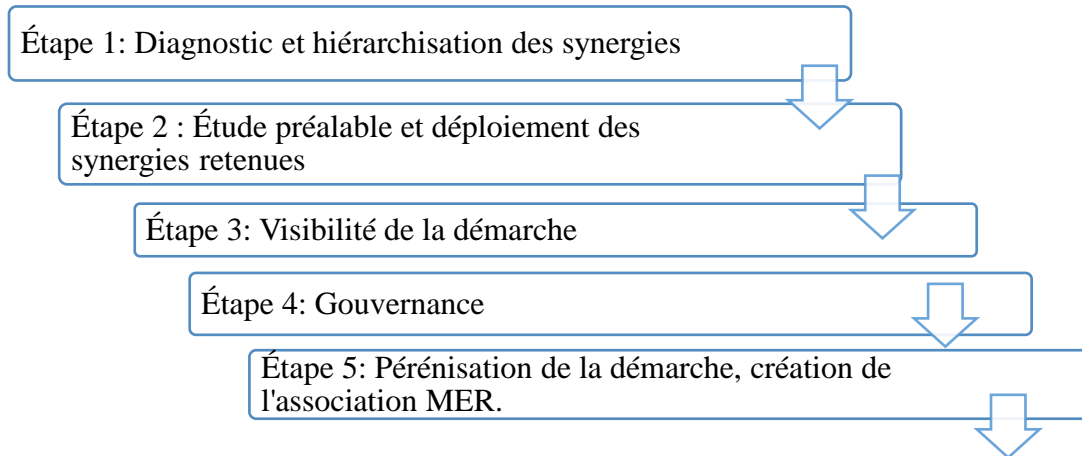 Étape 1: Diagnostic et hiérarchisation des synergies
Étape 2 : Étude préalable et déploiement des
synergies retenues
Étape 3: Visibilité de la démarche
Étape 4: Gouvernance
Étape 5: Pérénisation de la démarche, création de
l'association MER.